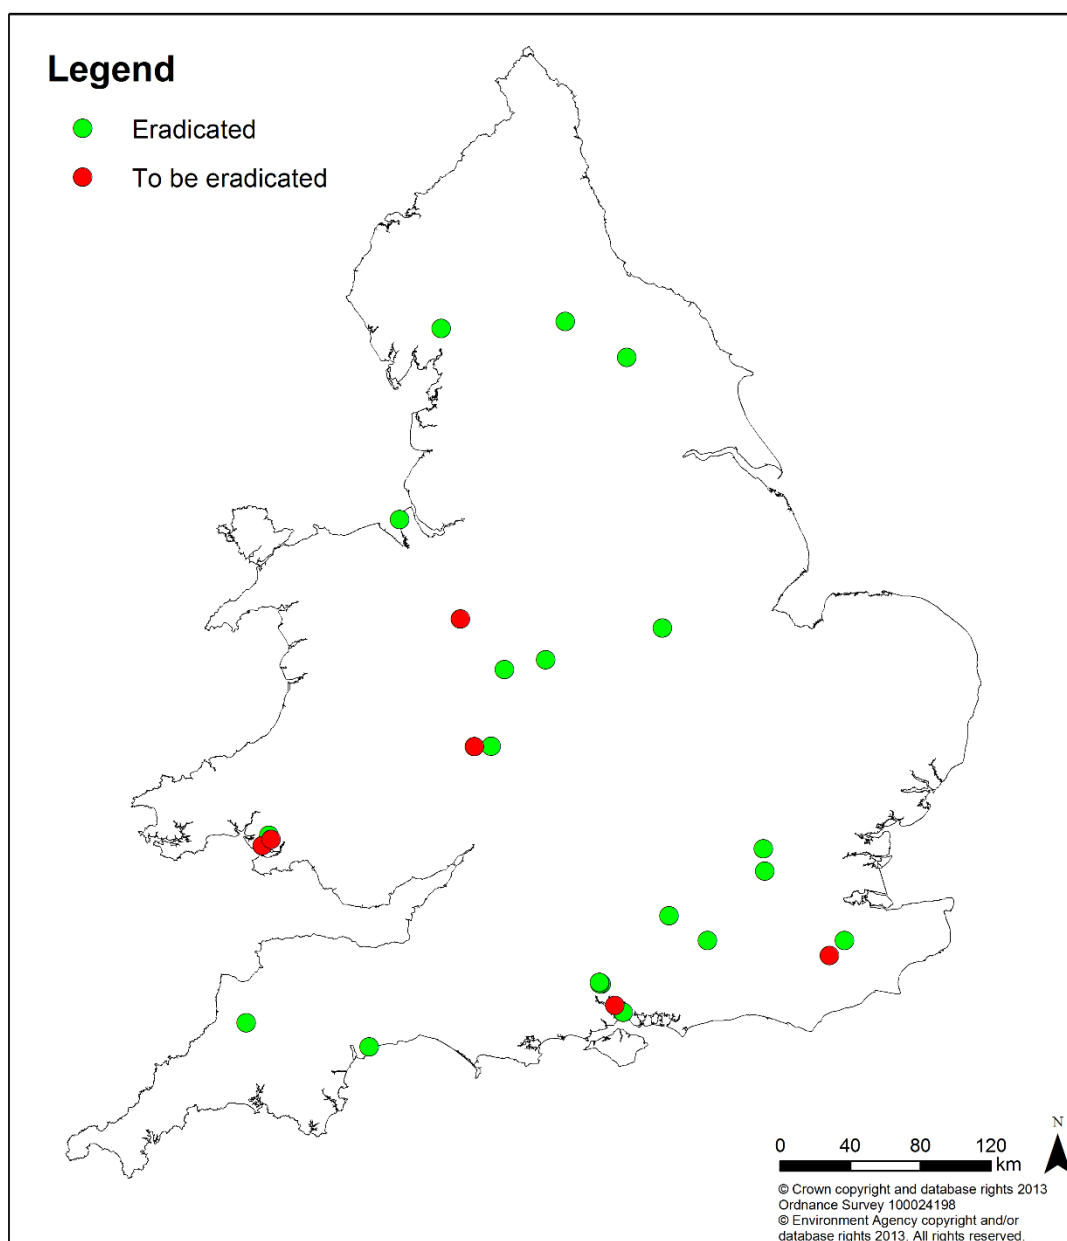 Legend
Eradicated
To be eradicated
N
0 40 80 120
km
© Crown copyright and database rights 2013
Ordnance Survey 100024198
© Environment Agency copyright and/or
database rights 2013. All rights reserved.